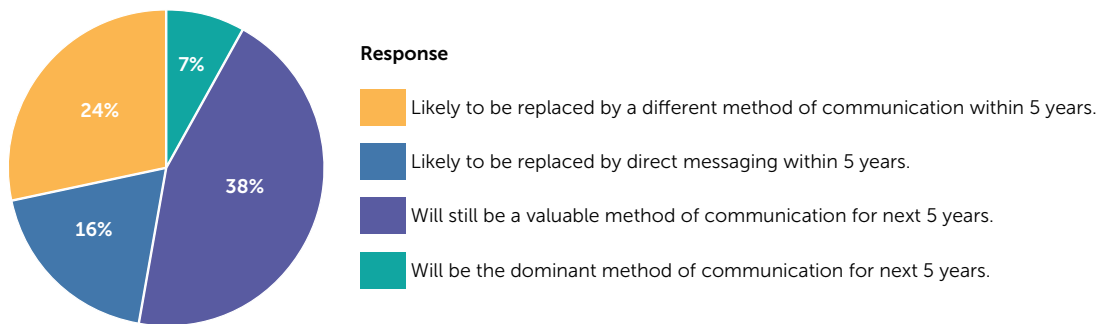 7%
24%
38%
16%
Response
Likely to be replaced by a different method of communication within 5 years.
Likely to be replaced by direct messaging within 5 years.
Will still be a valuable method of communication for next 5 years.
Will be the dominant method of communication for next 5 years.